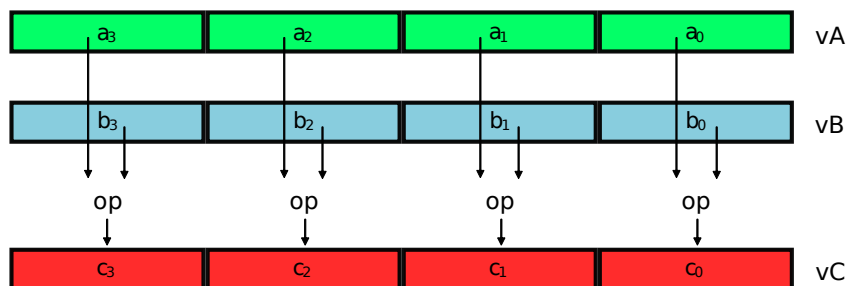 a₃ a₂ a₁ a₀ vA
b₃ b₂ b₁ b₀ vB
op op op op
c₃ c₂ c₁ c₀ vC